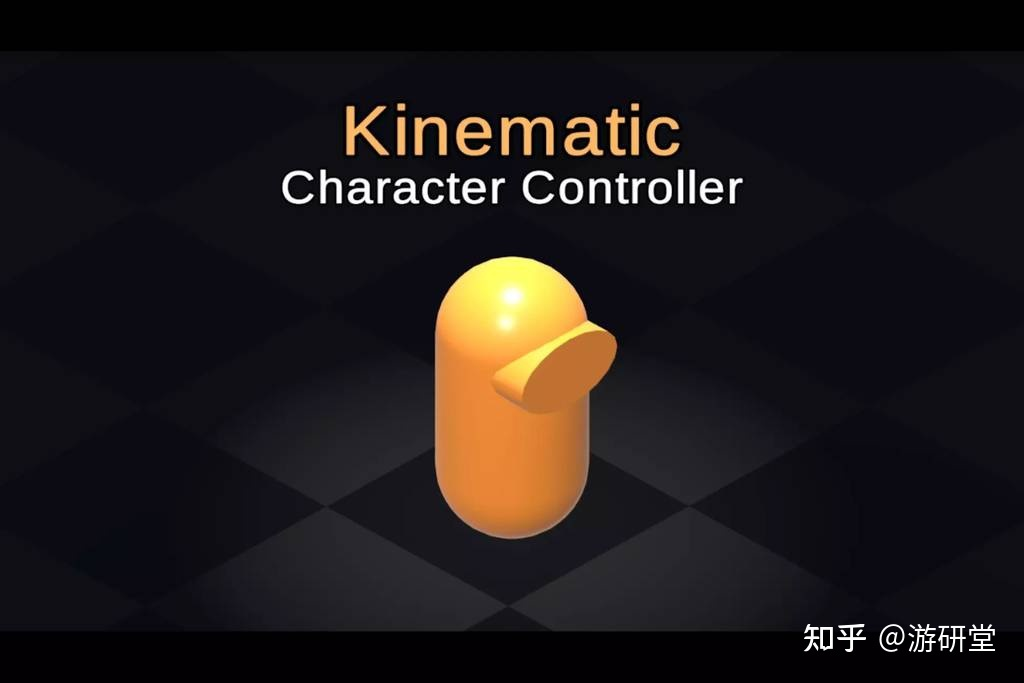 Kinematic
Character Controller
知乎 @游研堂